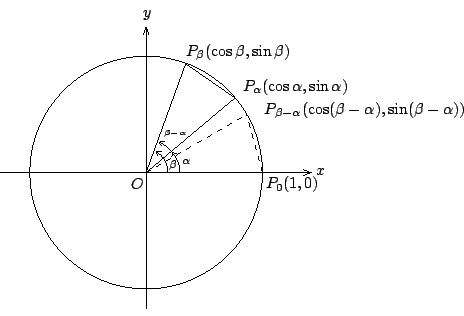 y
P_β(cos β, sin β)
P_α(cos α, sin α)
P_{β−α}(cos(β − α), sin(β − α))
β−α
β α
x
O
P_0(1, 0)